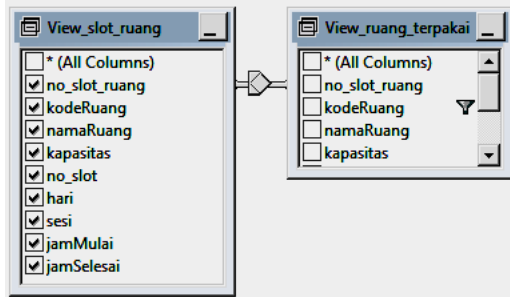 View_slot_ruang
* (All Columns)
no_slot_ruang
kodeRuang
namaRuang
kapasitas
no_slot
hari
sesi
jamMulai
jamSelesai
View_ruang_terpakai
* (All Columns)
no_slot_ruang
kodeRuang
namaRuang
kapasitas